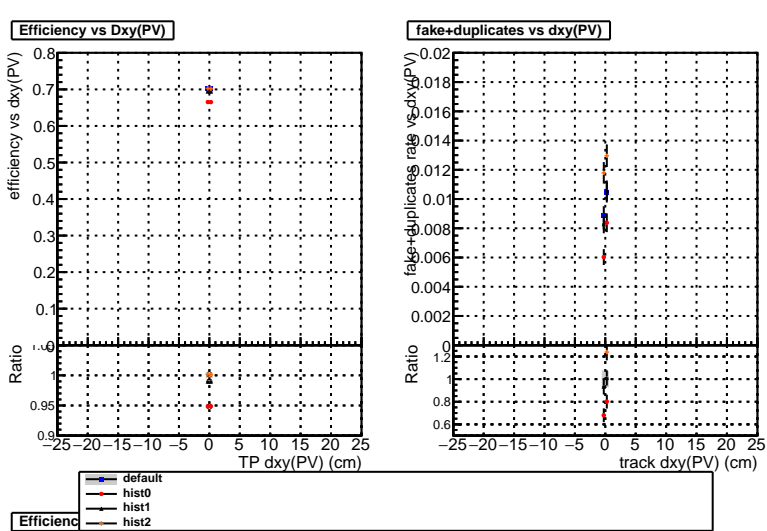 Efficiency vs Dxy(PV)
efficiency vs dxy(PV)
0.8
0.7
0.6
0.5
0.4
0.3
0.2
0.1
0
Ratio
1
0.95
0.9
−25 −20 −15 −10 −5 0 5 10 15 20 25
TP dxy(PV) (cm)
fake+duplicates vs dxy(PV)
fake+duplicates rate vs dxy(PV)
0.02
0.018
0.016
0.014
0.012
0.01
0.008
0.006
0.004
0.002
0
Ratio
1.2
1
0.8
0.6
−25 −20 −15 −10 −5 0 5 10 15 20 25
track dxy(PV) (cm)
default
hist0
hist1
hist2
Efficienc